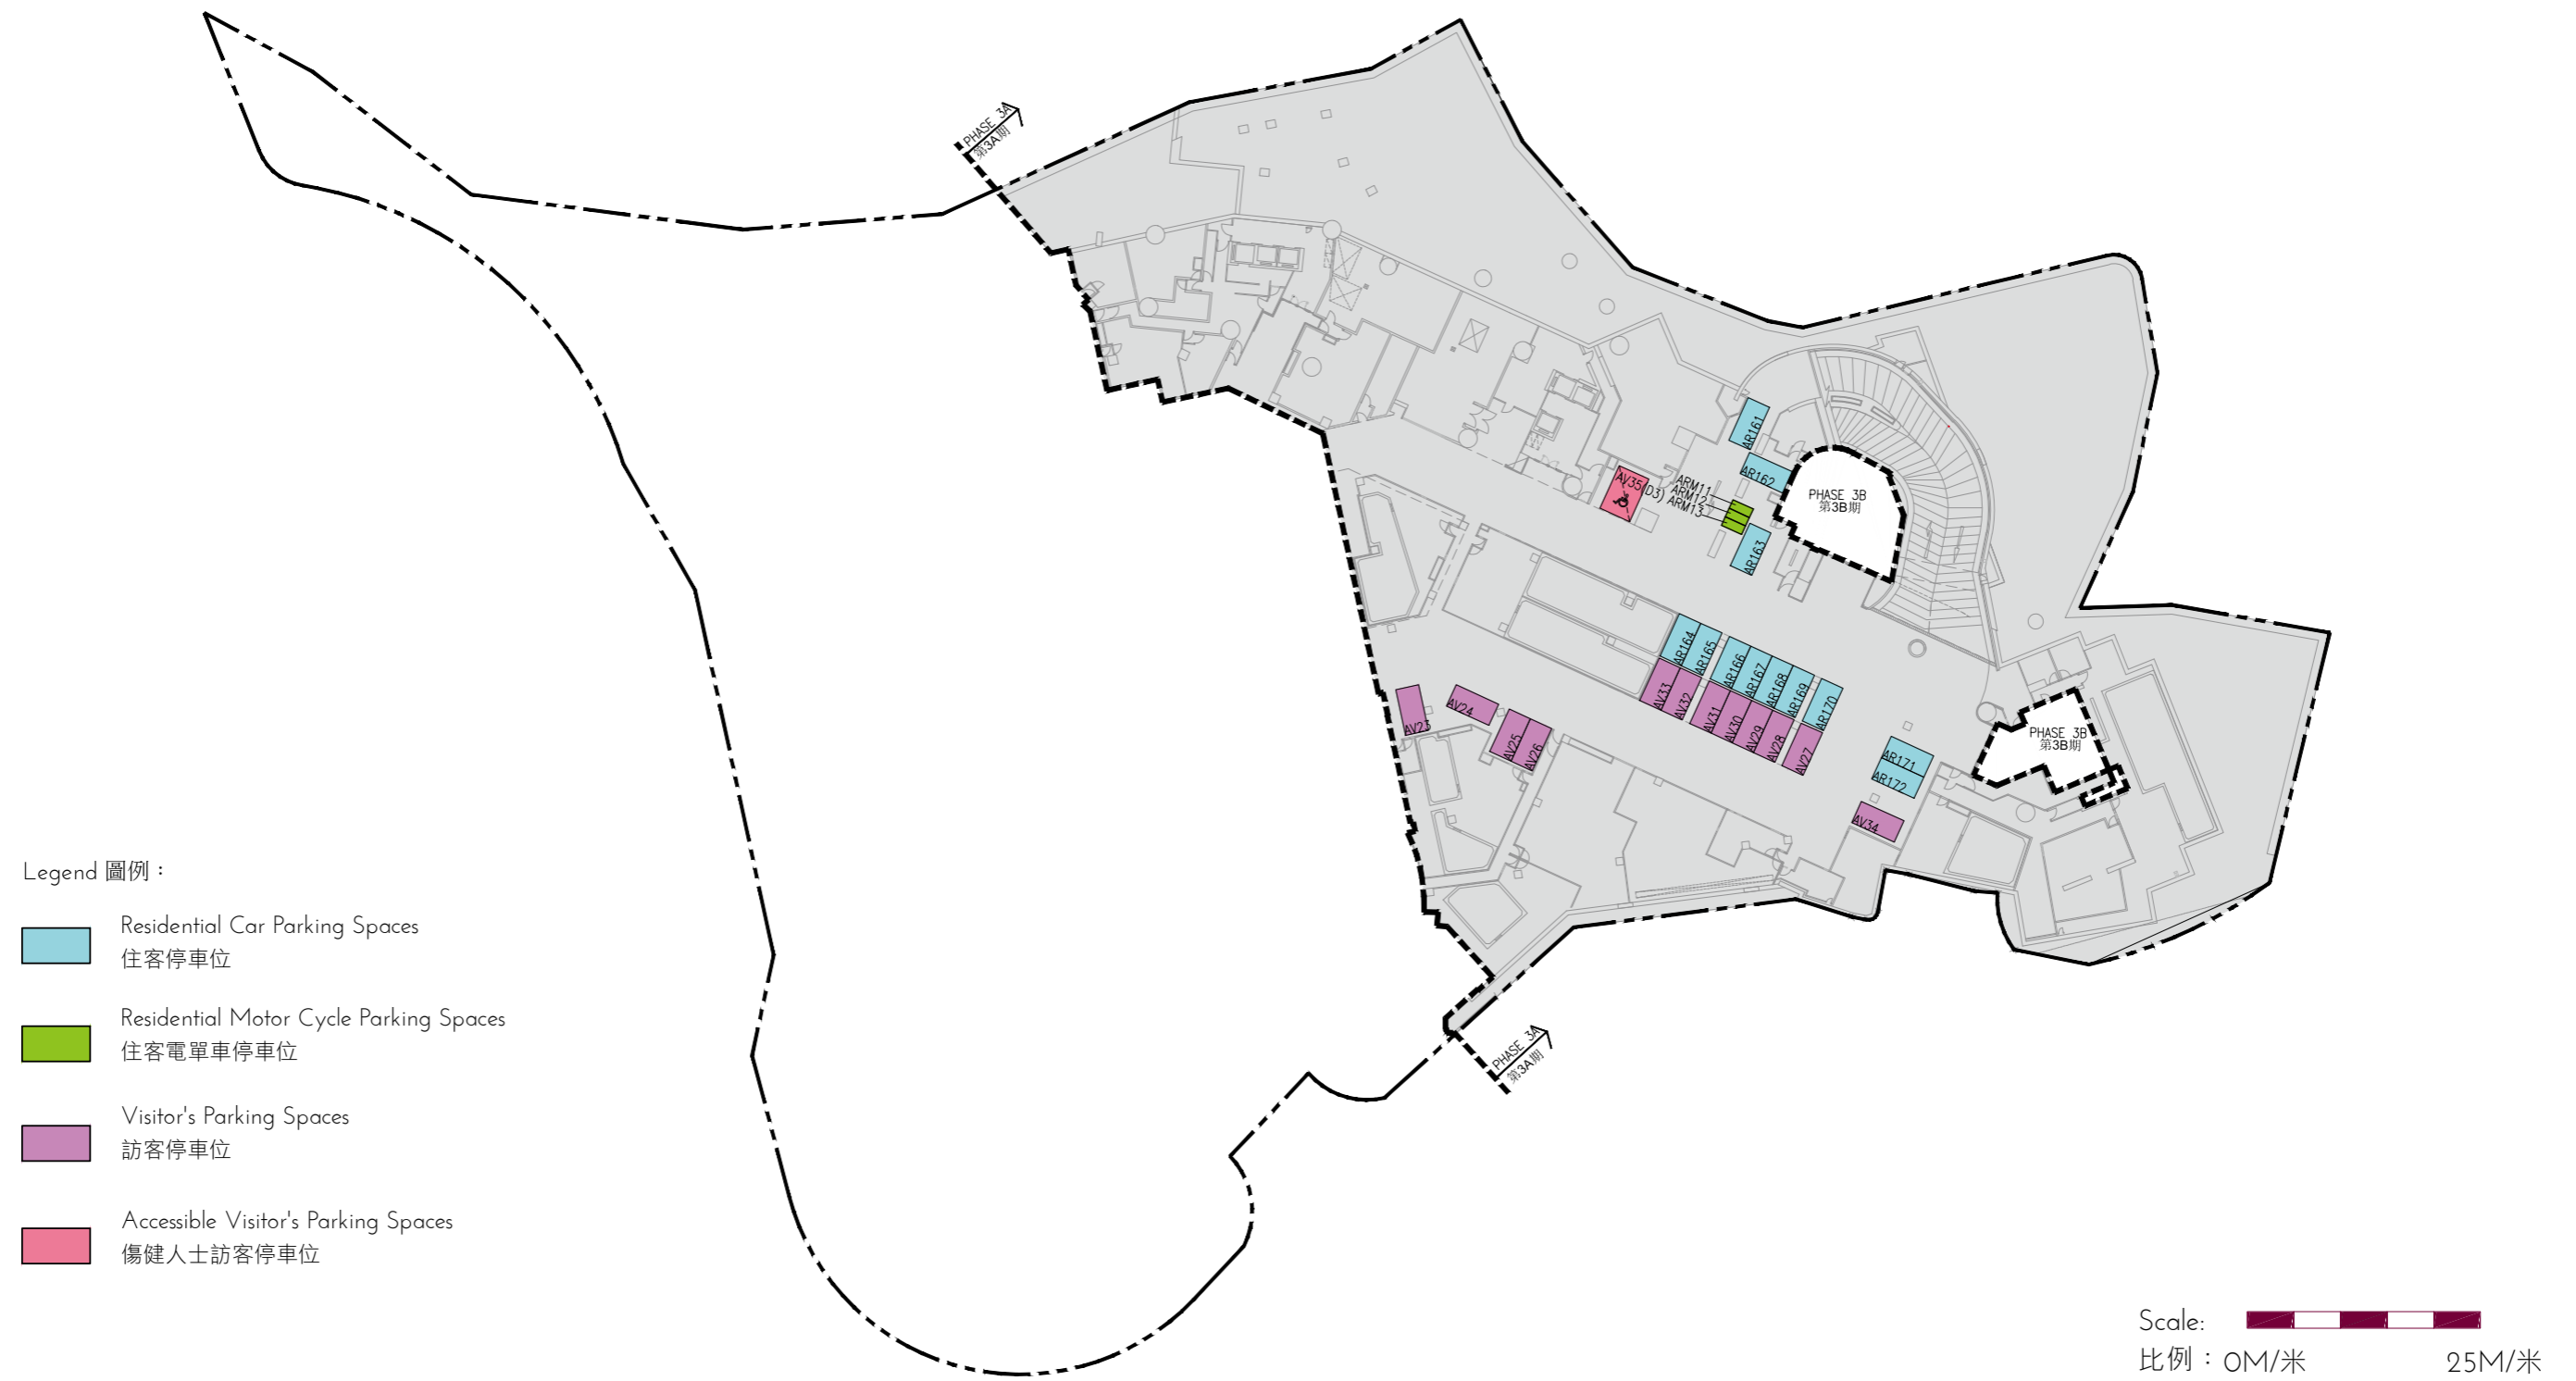 PHASE 3A
第3A期
AR161
AR162
PHASE 3B
第3B期
AV35(D3)
ARM11
ARM12
ARM13
AR163
AR164
AR165
AR166
AR167
AR168
AR169
AR170
AV33
AV32
AV31
AV30
AV29
AV28
AV27
AV23
AV24
AV25
AV26
AR171
AR172
AV34
PHASE 3B
第3B期
PHASE 3A
第3A期
Legend 圖例：
Residential Car Parking Spaces
住客停車位
Residential Motor Cycle Parking Spaces
住客電單車停車位
Visitor's Parking Spaces
訪客停車位
Accessible Visitor's Parking Spaces
傷健人士訪客停車位
Scale:
比例：0M/米 25M/米